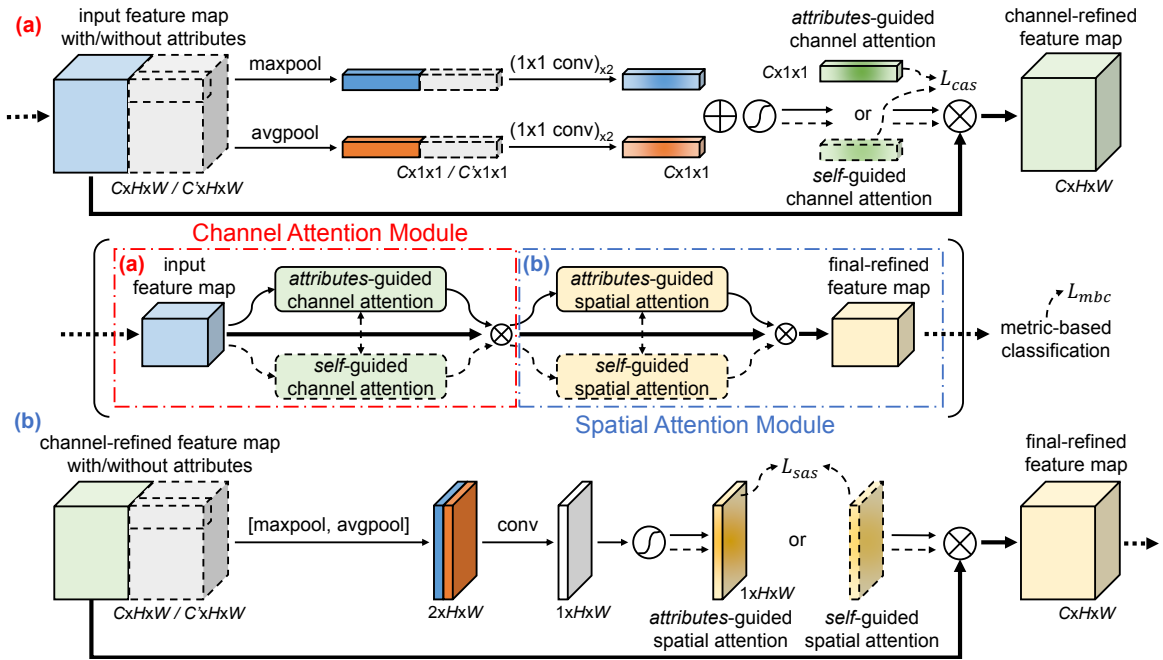 (a)
input feature map
with/without attributes
maxpool
(1x1 conv)x2
avgpool
(1x1 conv)x2
CxHxW / C'xHxW
Cx1x1 / C'x1x1
Cx1x1
attributes-guided
channel attention
Cx1x1
Lcas
or
self-guided
channel attention
channel-refined
feature map
CxHxW
Channel Attention Module
(a)
input
feature map
attributes-guided
channel attention
self-guided
channel attention
(b)
attributes-guided
spatial attention
self-guided
spatial attention
final-refined
feature map
Lmbc
metric-based
classification
Spatial Attention Module
(b)
channel-refined feature map
with/without attributes
CxHxW / C'xHxW
[maxpool, avgpool]
2xHxW
conv
1xHxW
Lsas
1xHxW
or
attributes-guided
spatial attention
self-guided
spatial attention
final-refined
feature map
CxHxW